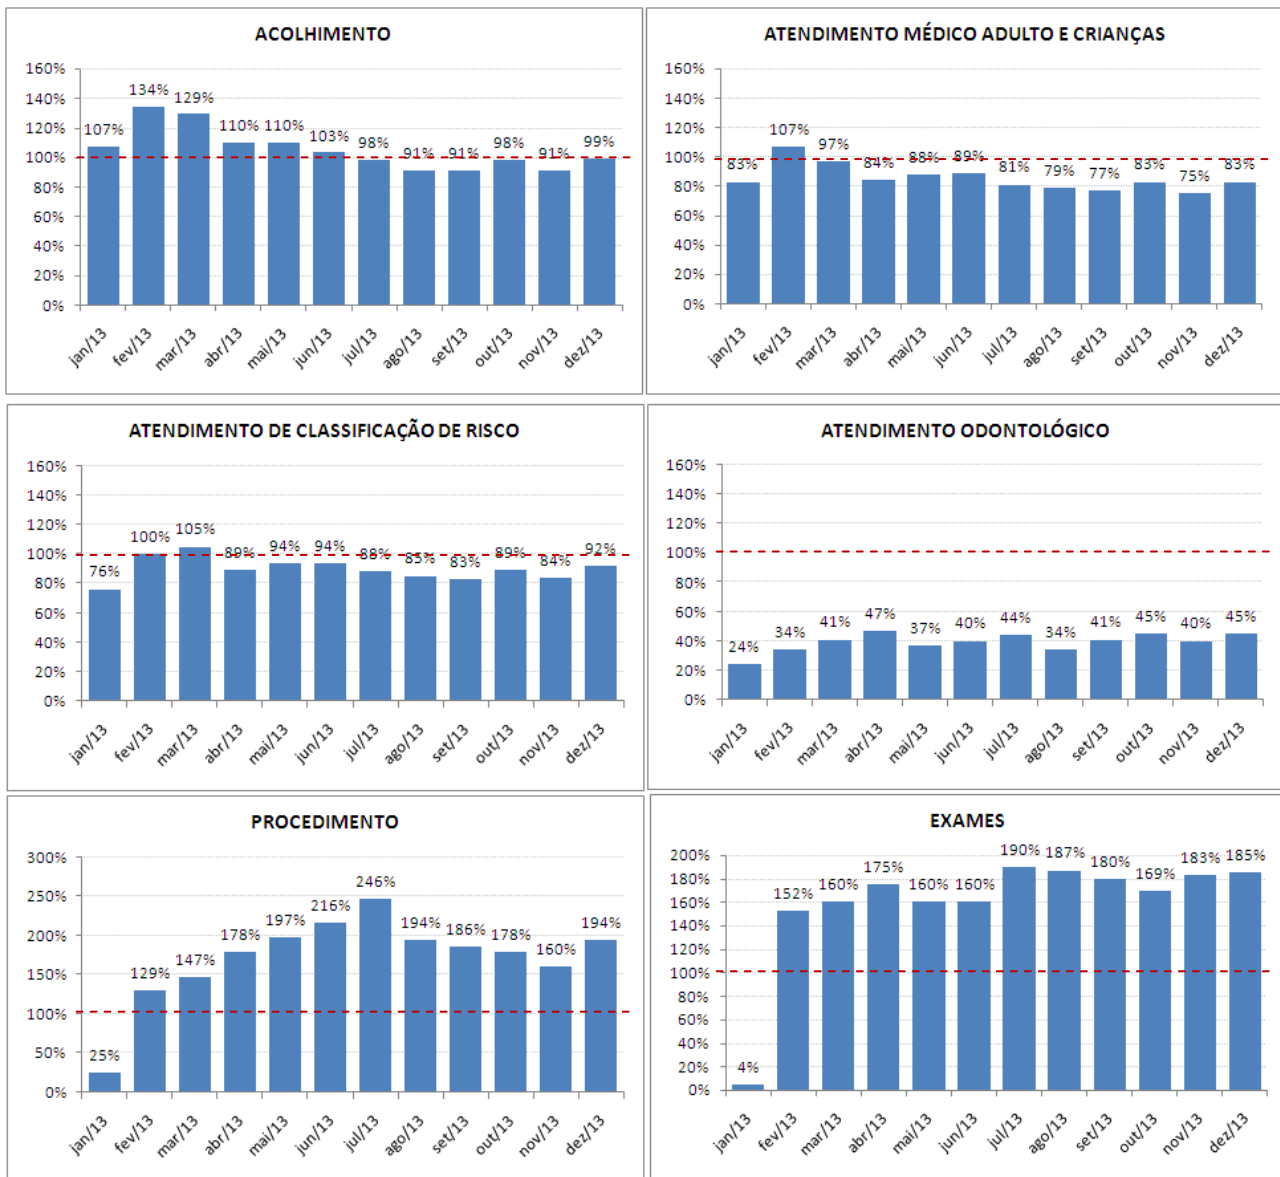 ACOLHIMENTO
160%
140%
120%
100%
80%
60%
40%
20%
0%
107%
134%
129%
110%
110%
103%
98%
91%
91%
98%
91%
99%
jan/13
fev/13
mar/13
abr/13
mai/13
jun/13
jul/13
ago/13
set/13
out/13
nov/13
dez/13
ATENDIMENTO MÉDICO ADULTO E CRIANÇAS
160%
140%
120%
100%
80%
60%
40%
20%
0%
83%
107%
97%
84%
88%
89%
81%
79%
77%
83%
75%
83%
jan/13
fev/13
mar/13
abr/13
mai/13
jun/13
jul/13
ago/13
set/13
out/13
nov/13
dez/13
ATENDIMENTO DE CLASSIFICAÇÃO DE RISCO
160%
140%
120%
100%
80%
60%
40%
20%
0%
76%
100%
105%
89%
94%
94%
88%
85%
83%
89%
84%
92%
jan/13
fev/13
mar/13
abr/13
mai/13
jun/13
jul/13
ago/13
set/13
out/13
nov/13
dez/13
ATENDIMENTO ODONTOLÓGICO
160%
140%
120%
100%
80%
60%
40%
20%
0%
24%
34%
41%
47%
37%
40%
44%
34%
41%
45%
40%
45%
jan/13
fev/13
mar/13
abr/13
mai/13
jun/13
jul/13
ago/13
set/13
out/13
nov/13
dez/13
PROCEDIMENTO
300%
250%
200%
150%
100%
50%
0%
25%
129%
147%
178%
197%
216%
246%
194%
186%
178%
160%
194%
jan/13
fev/13
mar/13
abr/13
mai/13
jun/13
jul/13
ago/13
set/13
out/13
nov/13
dez/13
EXAMES
200%
180%
160%
140%
120%
100%
80%
60%
40%
20%
0%
4%
152%
160%
175%
160%
160%
190%
187%
180%
169%
183%
185%
jan/13
fev/13
mar/13
abr/13
mai/13
jun/13
jul/13
ago/13
set/13
out/13
nov/13
dez/13